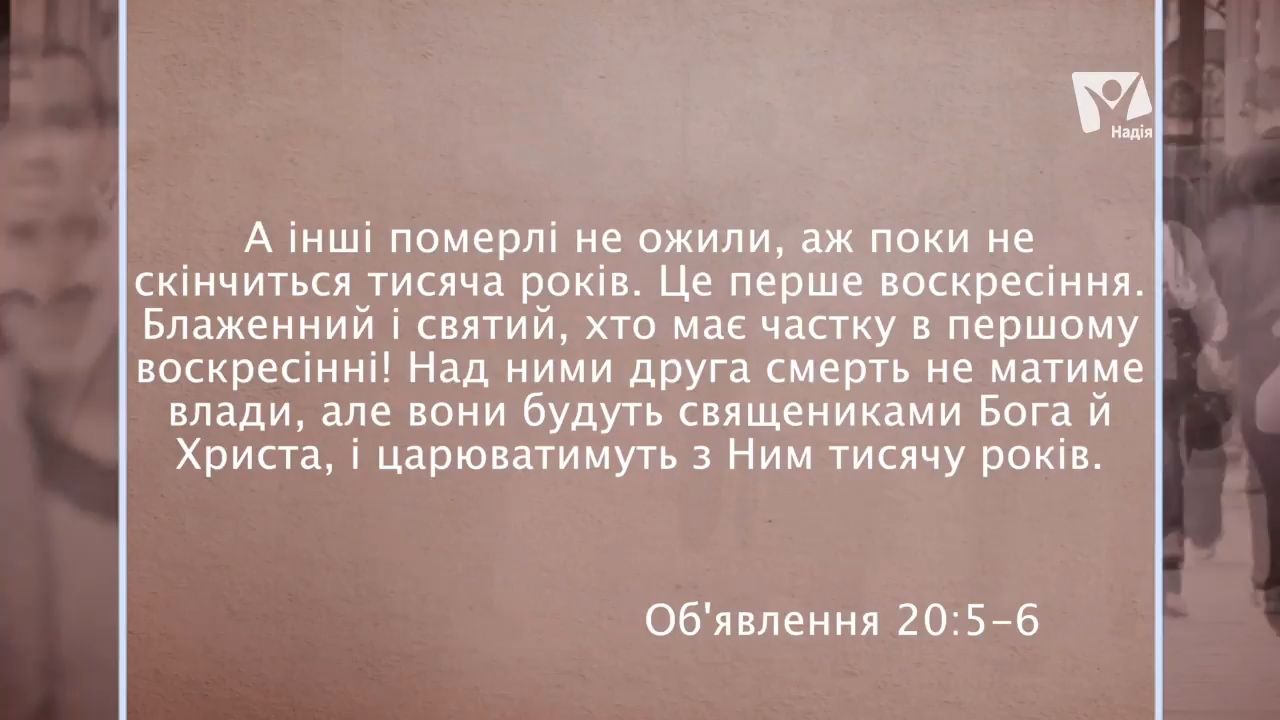 Надія
А інші померлі не ожили, аж поки не
скінчиться тисяча років. Це перше воскресіння.
Блаженний і святий, хто має частку в першому
воскресінні! Над ними друга смерть не матиме
влади, але вони будуть священиками Бога й
Христа, і царюватимуть з Ним тисячу років.
Об'явлення 20:5–6